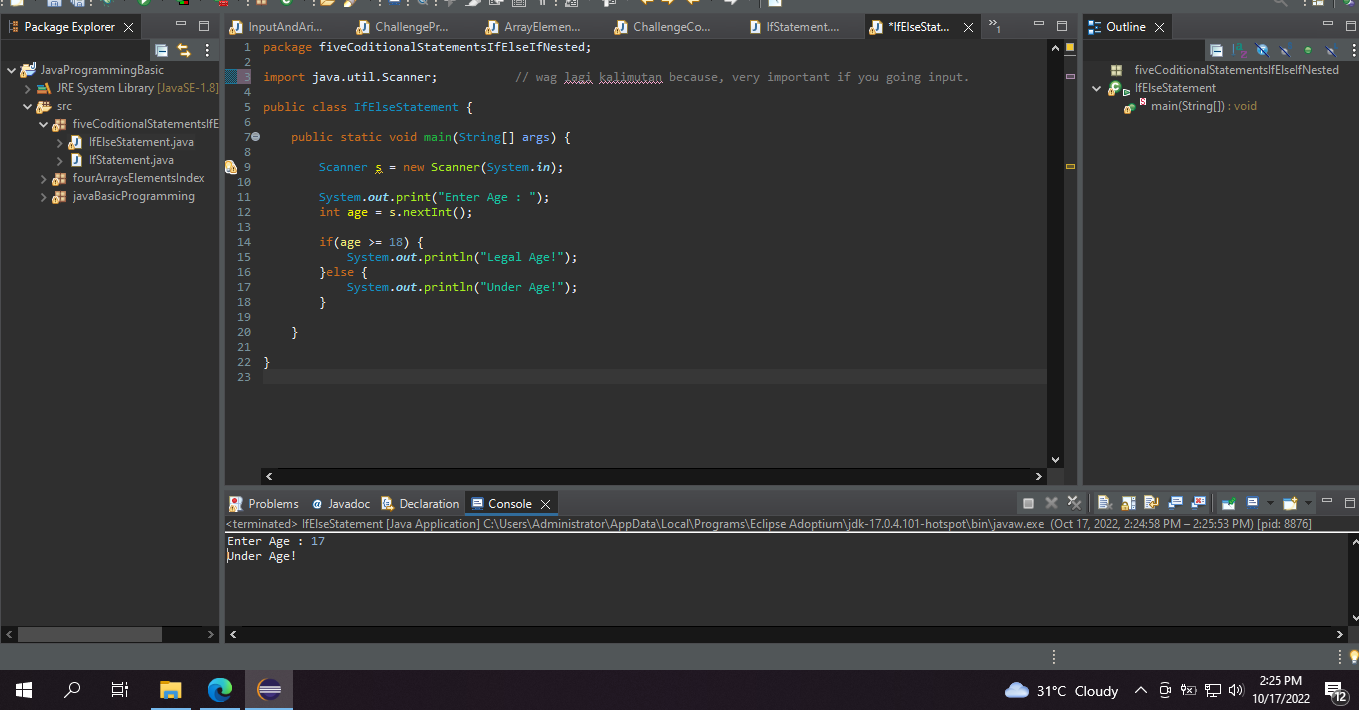 Package Explorer
JavaProgrammingBasic
JRE System Library [JavaSE-1.8]
src
fiveCoditionalStatementsIfE
IfElseStatement.java
IfStatement.java
fourArraysElementsIndex
javaBasicProgramming
InputAndAri...
ChallengePr...
ArrayElemen...
ChallengeCo...
IfStatement....
*IfElseStat...
»1
1 package fiveCoditionalStatementsIfElseIfNested;
2
3 import java.util.Scanner; // wag lagi kalimutan because, very important if you going input.
4
5 public class IfElseStatement {
6
7 public static void main(String[] args) {
8
9 Scanner s = new Scanner(System.in);
10
11 System.out.print("Enter Age : ");
12 int age = s.nextInt();
13
14 if(age >= 18) {
15 System.out.println("Legal Age!");
16 }else {
17 System.out.println("Under Age!");
18 }
19
20 }
21
22 }
23
Outline
fiveCoditionalStatementsIfElseIfNested
IfElseStatement
main(String[]) : void
Problems
@ Javadoc
Declaration
Console
<terminated> IfElseStatement [Java Application] C:\Users\Administrator\AppData\Local\Programs\Eclipse Adoptium\jdk-17.0.4.101-hotspot\bin\javaw.exe (Oct 17, 2022, 2:24:58 PM – 2:25:53 PM) [pid: 8876]
Enter Age : 17
Under Age!
31°C Cloudy
2:25 PM
10/17/2022
12